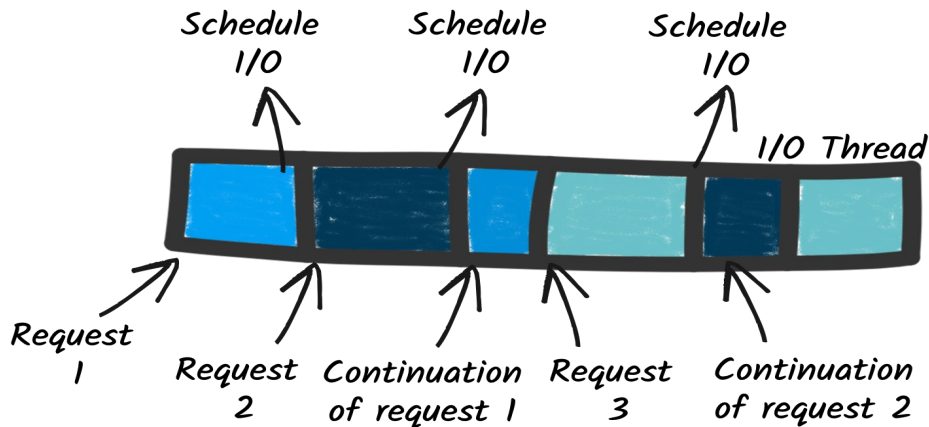 Schedule
I/O
Schedule
I/O
Schedule
I/O
I/O Thread
Request
1
Request
2
Continuation
of request 1
Request
3
Continuation
of request 2